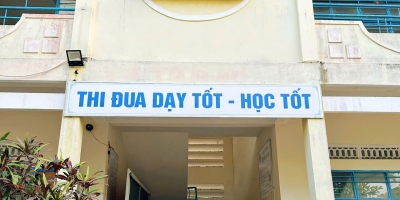 THI ĐUA DẠY TỐT - HỌC TỐT